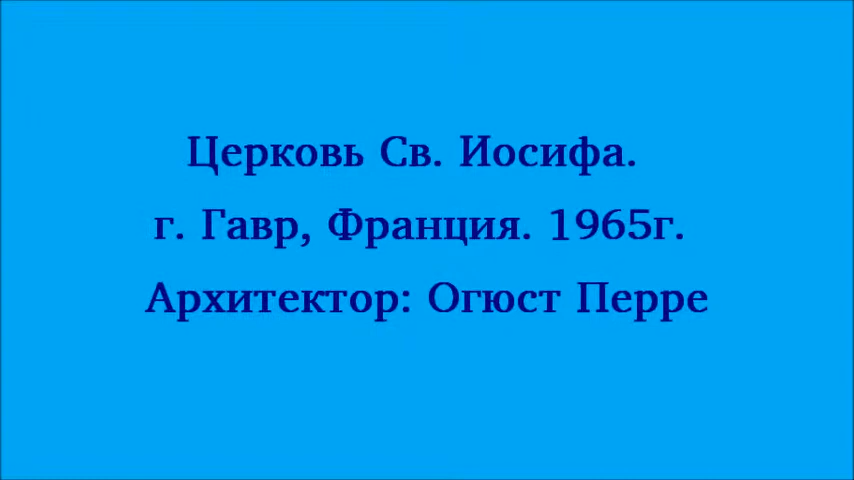 Церковь Св. Иосифа.
г. Гавр, Франция. 1965г.
Архитектор: Огюст Перре